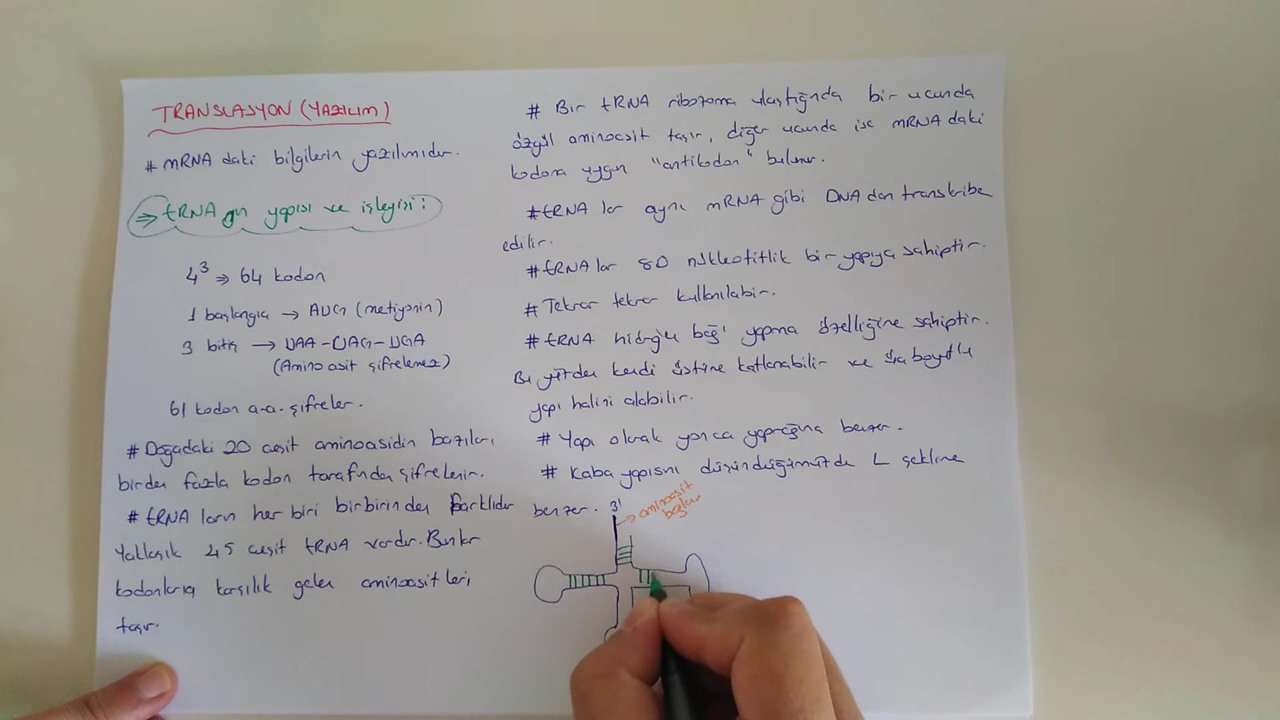 TRANSLASYON (YAZILIM)
# mRNA daki bilgilerin yazılımıdır.
⇒ tRNA nın yapısı ve işleyişi:
4³ ⇒ 64 kodon
1 başlangıç → AUG (metiyonin)
3 bitiş → UAA-UAG-UGA
(Amino asit şifrelemez)
61 kodon a.a. şifreler.
# Doğadaki 20 çeşit aminoasidin bazıları
birden fazla kodon tarafından şifrelenir.
# tRNA ların her biri birbirinden farklıdır
Yaklaşık 45 çeşit tRNA vardır. Bunlar
kodonlara karşılık gelen aminoasitleri
taşır.
# Bir tRNA ribozoma ulaştığında bir ucunda
özgül aminoasit taşır, diğer ucunda ise mRNA daki
kodona uygun "antikodon" bulunur.
# tRNA lar aynı mRNA gibi DNA dan transkribe
edilir.
# tRNA lar 80 nükleotitlik bir yapıya sahiptir.
# Tekrar tekrar kullanılabilir.
# tRNA hidrojen bağı yapma özelliğine sahiptir.
Bu yüzden kendi üstüne katlanabilir ve üç boyutlu
yapı halini alabilir.
# Yapı olarak yonca yaprağına benzer.
# Kaba yapısını düşündüğümüzde L şekline
benzer.
3'
→ aminoasit
bağlanır